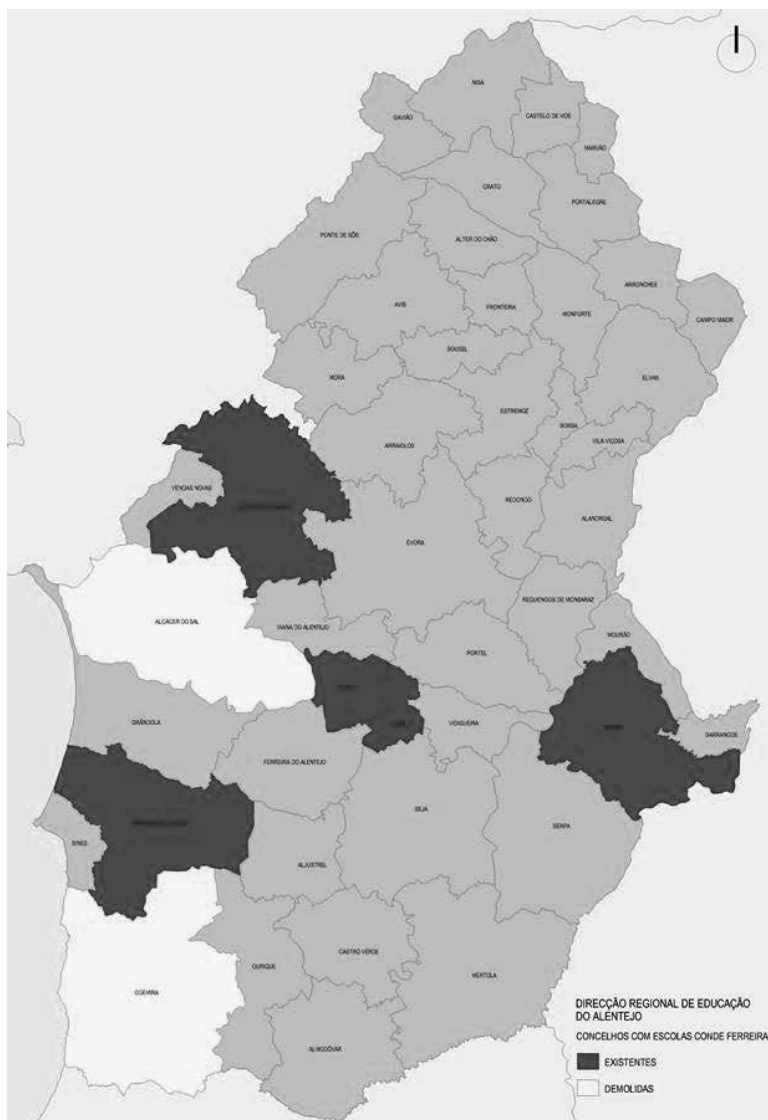 NISA
GAVIÃO
CASTELO DE VIDE
MARVÃO
CRATO
PORTALEGRE
PONTE DE SÔR
ALTER DO CHÃO
ARRONCHES
AVIS
FRONTEIRA
MONFORTE
CAMPO MAIOR
SOUSEL
MORA
ELVAS
ESTREMOZ
BORBA
ARRAIOLOS
VILA VIÇOSA
VENDAS NOVAS
REDONDO
ALANDROAL
ÉVORA
REGUENGOS DE MONSARAZ
ALCÁCER DO SAL
VIANA DO ALENTEJO
MOURÃO
PORTEL
GRÂNDOLA
VIDIGUEIRA
BARRANCOS
FERREIRA DO ALENTEJO
BEJA
SERPA
SINES
ALJUSTREL
CASTRO VERDE
OURIQUE
MÉRTOLA
ODEMIRA
ALMODÔVAR
DIRECÇÃO REGIONAL DE EDUCAÇÃO
DO ALENTEJO
CONCELHOS COM ESCOLAS CONDE FERREIRA
EXISTENTES
DEMOLIDAS